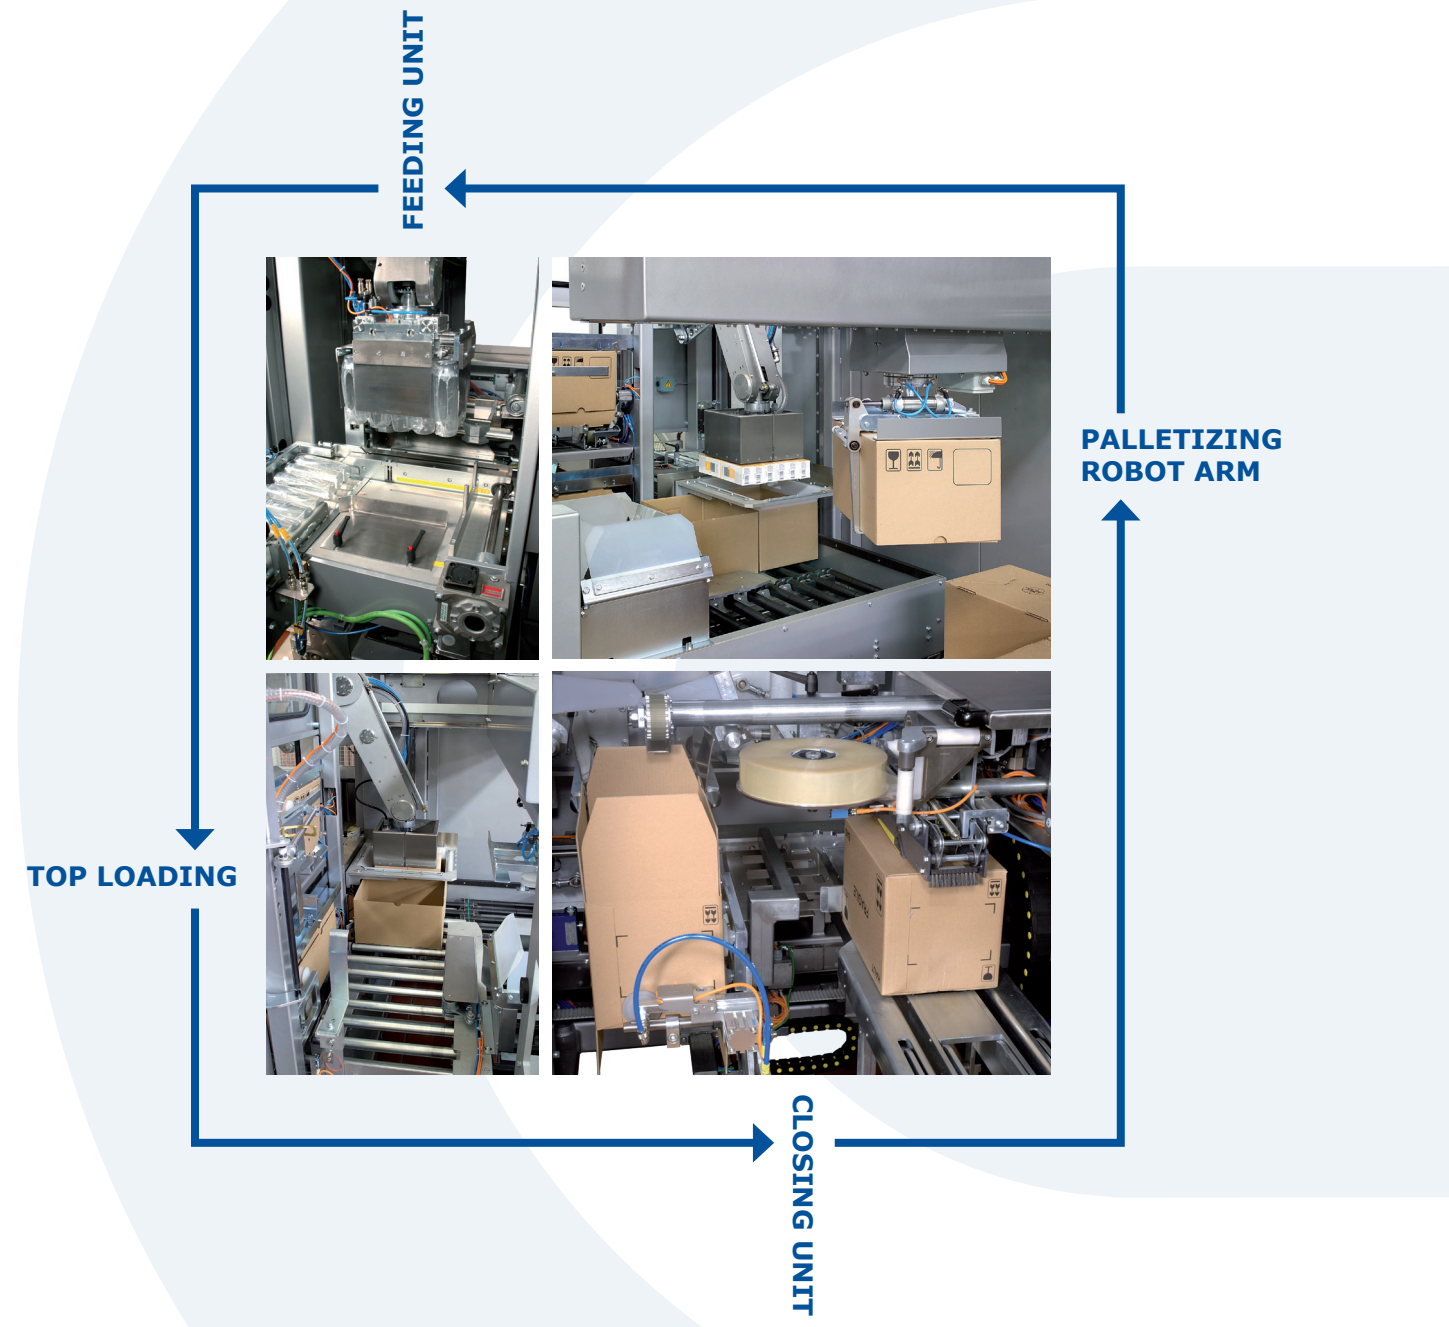 FEEDING UNIT
PALLETIZING
ROBOT ARM
TOP LOADING
CLOSING UNIT